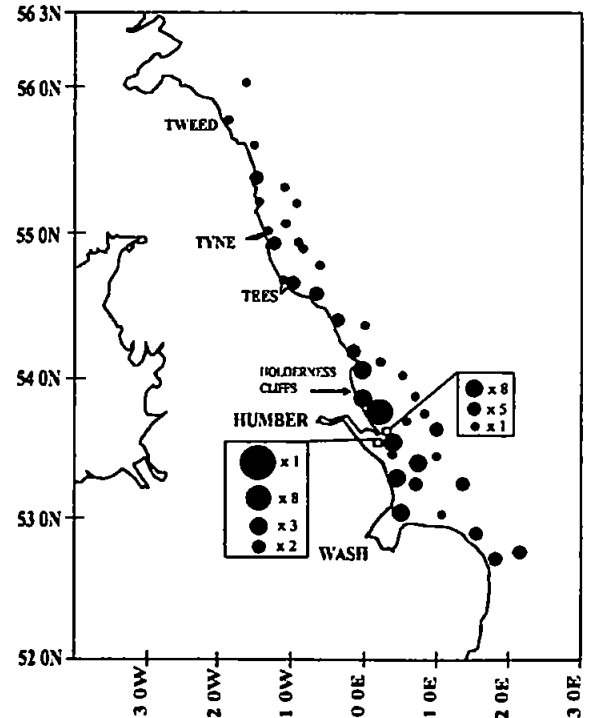 56 3N
56 0N
TWEED
55 0N
TYNE
TEES
54 0N
HOLDERNESS
CLIFFS
HUMBER
x 8
x 5
x 1
x 1
x 8
x 3
x 2
53 0N
WASH
52 0N
3 0W
2 0W
1 0W
0 0E
1 0E
2 0E
3 0E